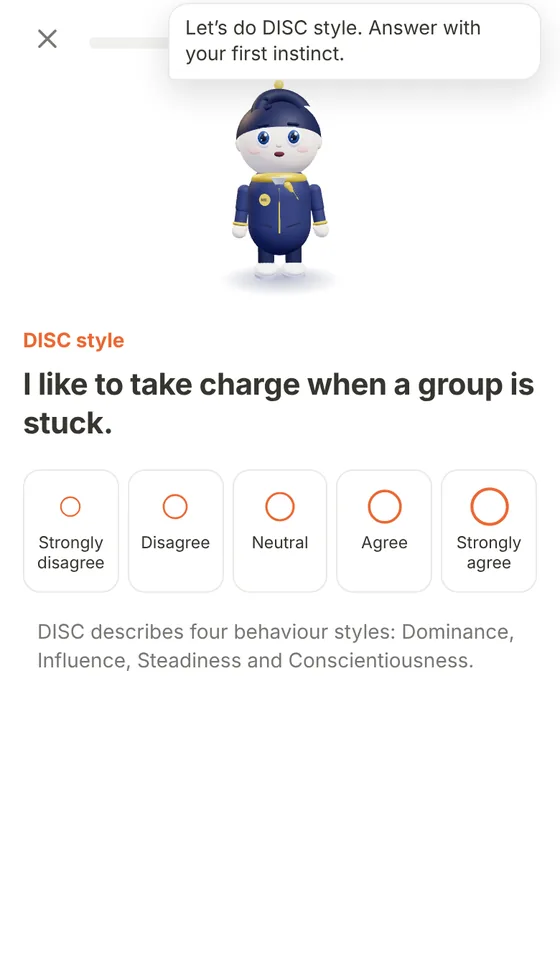 Let’s do DISC style. Answer with
your first instinct.
DISC style
I like to take charge when a group is
stuck.
Strongly
disagree
Disagree
Neutral
Agree
Strongly
agree
DISC describes four behaviour styles: Dominance,
Influence, Steadiness and Conscientiousness.